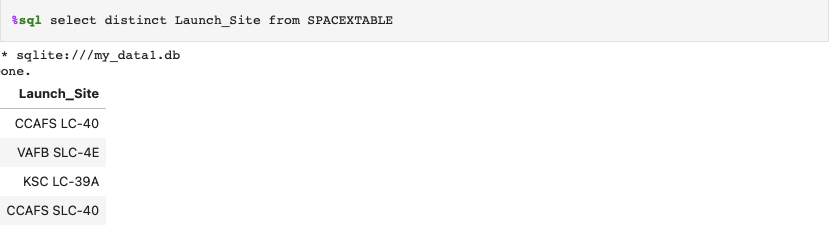 %sql select distinct Launch_Site from SPACEXTABLE
* sqlite:///my_data1.db
one.
Launch_Site
CCAFS LC-40
VAFB SLC-4E
KSC LC-39A
CCAFS SLC-40